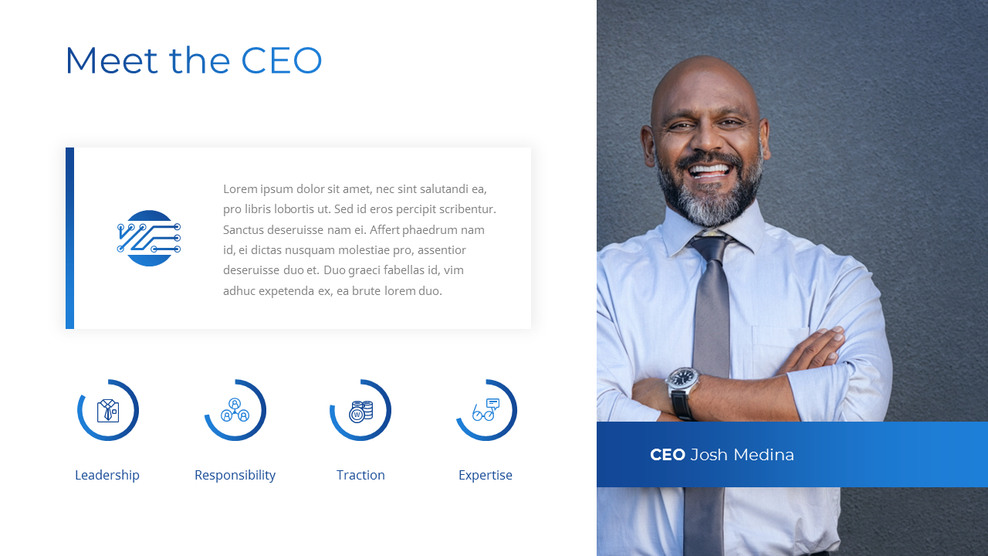 Meet the CEO
Lorem ipsum dolor sit amet, nec sint salutandi ea,
pro libris lobortis ut. Sed id eros percipit scribentur.
Sanctus deseruisse nam ei. Affert phaedrum nam
id, ei dictas nusquam molestiae pro, assentior
deseruisse duo et. Duo graeci fabellas id, vim
adhuc expetenda ex, ea brute lorem duo.
W
Leadership
Responsibility
Traction
Expertise
CEO Josh Medina